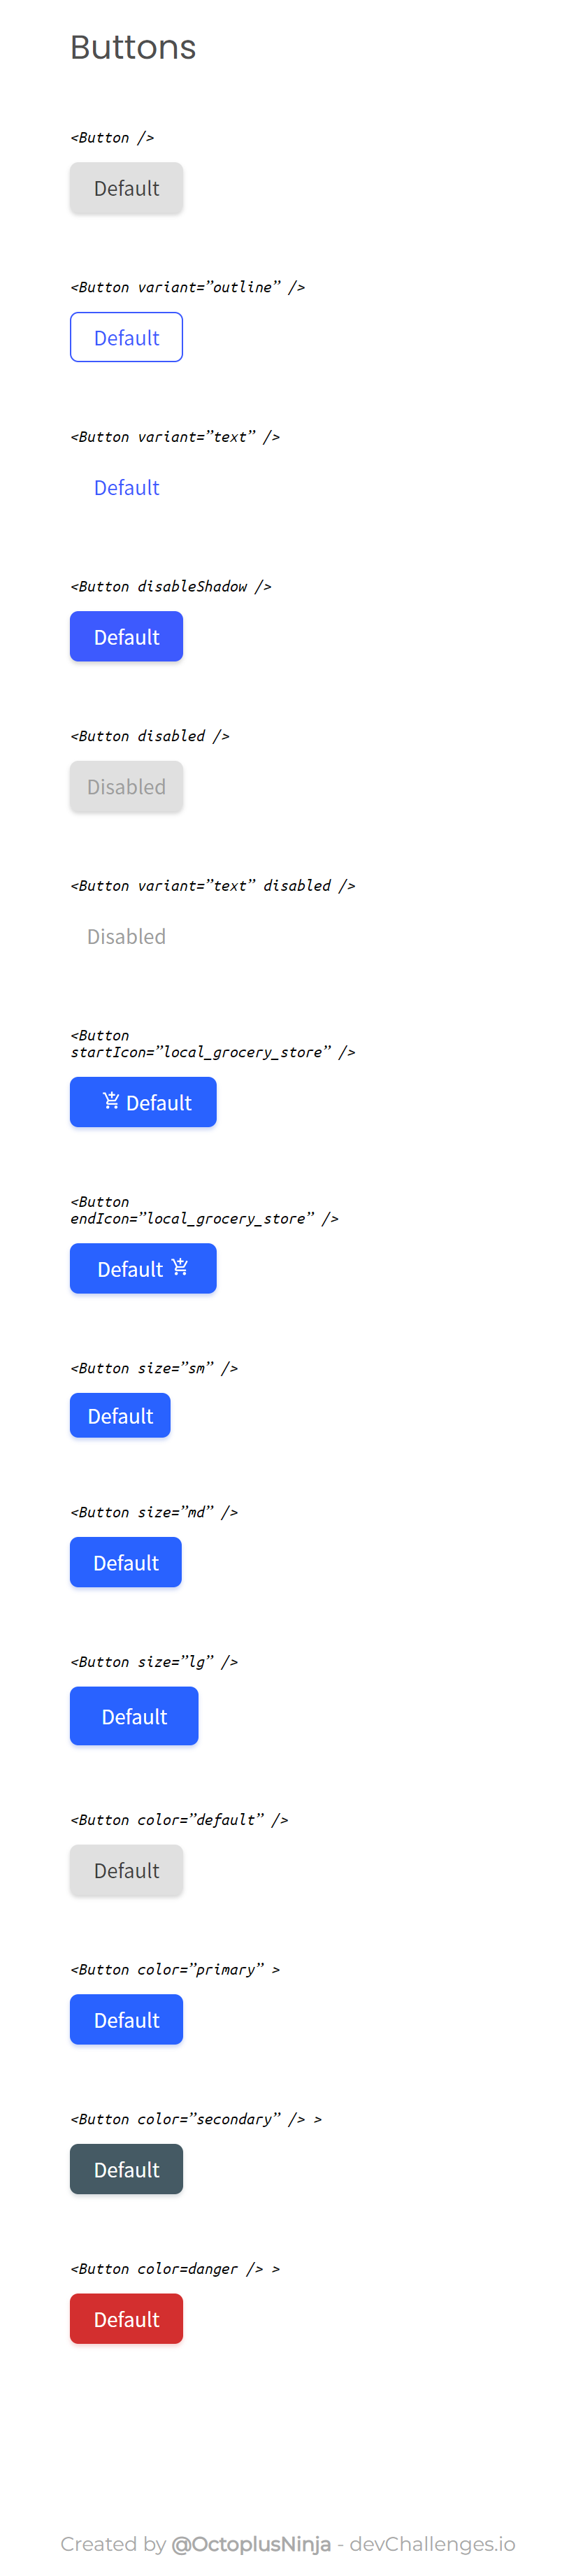 Buttons
<Button />
Default
<Button variant=”outline” />
Default
<Button variant=”text” />
Default
<Button disableShadow />
Default
<Button disabled />
Disabled
<Button variant=”text” disabled />
Disabled
<Button
startIcon=”local_grocery_store” />
Default
<Button
endIcon=”local_grocery_store” />
Default
<Button size=”sm” />
Default
<Button size=”md” />
Default
<Button size=”lg” />
Default
<Button color=”default” />
Default
<Button color=”primary” >
Default
<Button color=”secondary” /> >
Default
<Button color=danger /> >
Default
Created by @OctoplusNinja - devChallenges.io